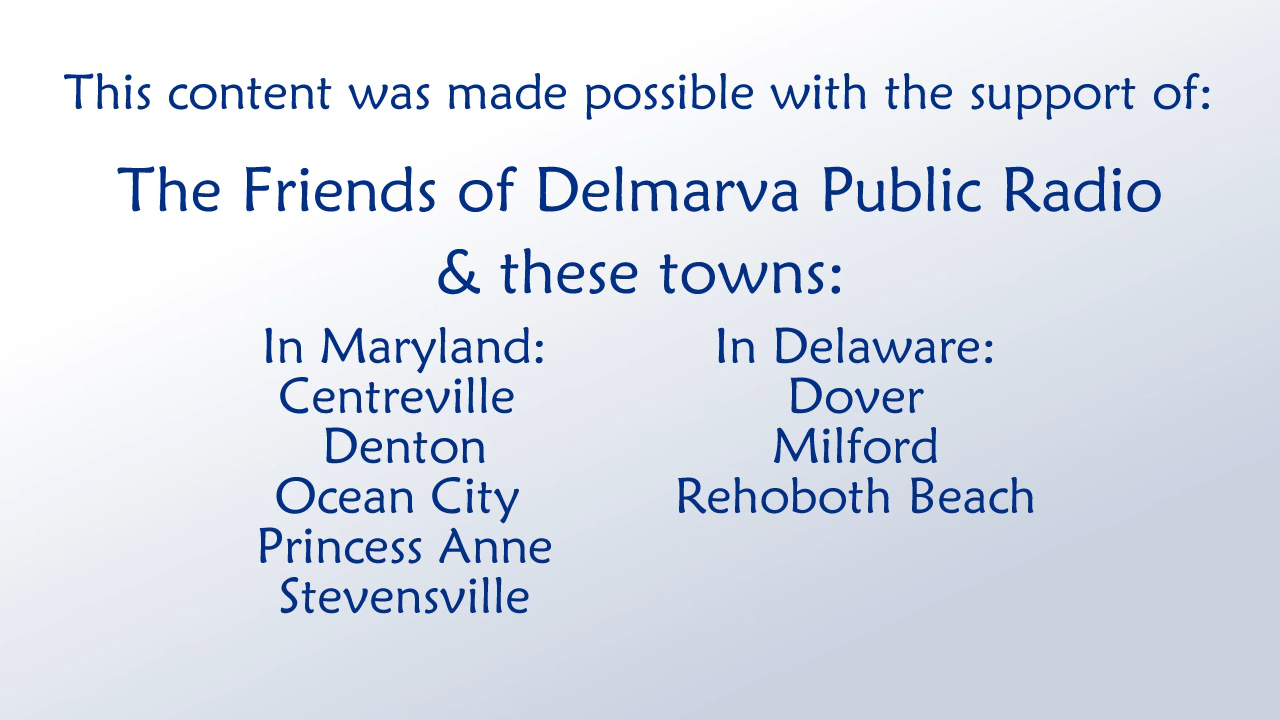 This content was made possible with the support of:
The Friends of Delmarva Public Radio
& these towns:
In Maryland:
Centreville
Denton
Ocean City
Princess Anne
Stevensville
In Delaware:
Dover
Milford
Rehoboth Beach